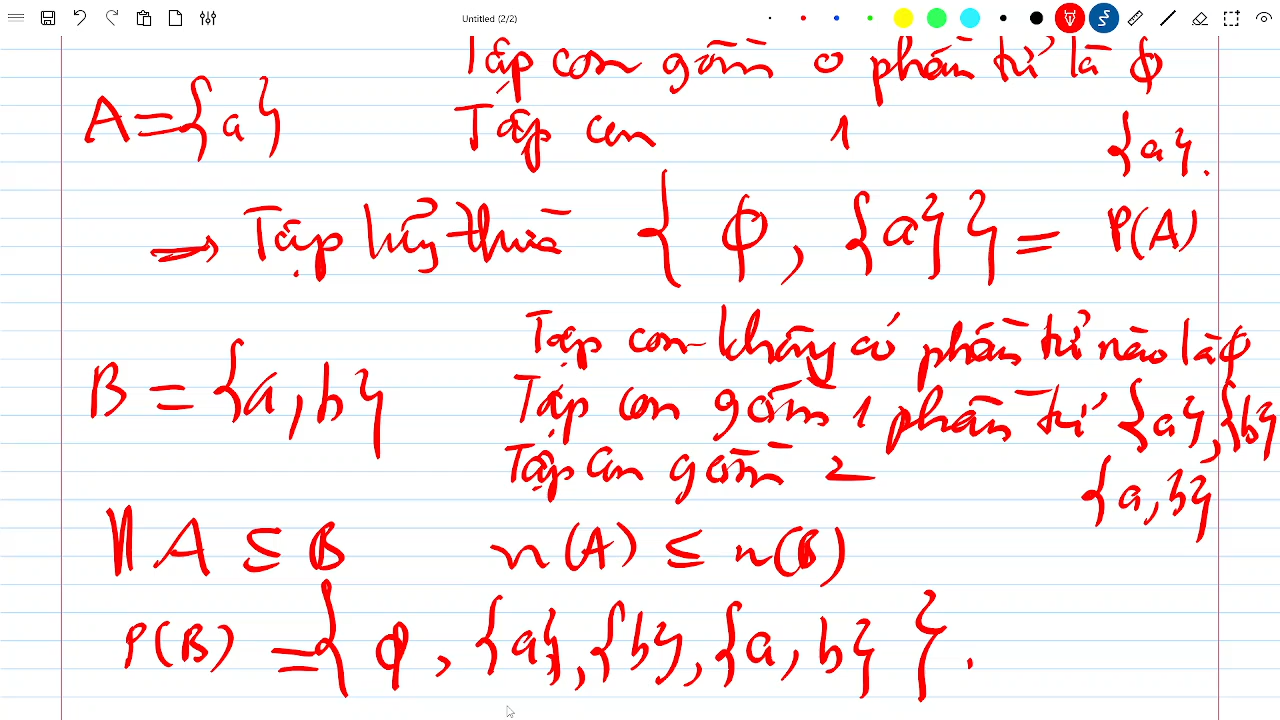 Untitled (2/2)
Tập con gồm 0 phần tử là ϕ
A = {a}
Tập con 1 {a}.
⇒ Tập lũy thừa { ϕ, {a} } = P(A)
Tập con không có phần tử nào là ϕ
B = {a, b}
Tập con gồm 1 phần tử {a}, {b}
Tập con gồm 2 {a, b}
A ⊆ B n(A) ≤ n(B)
P(B) = { ϕ, {a}, {b}, {a, b} }.